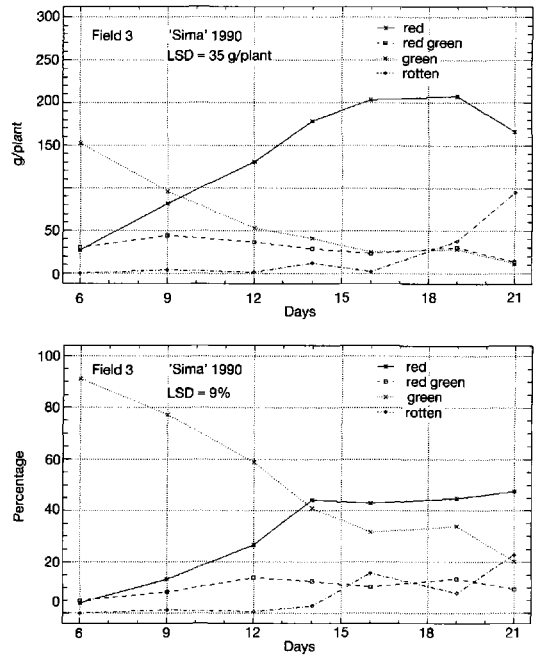 300
250
200
150
50
0
g/plant
Field 3 'Sima' 1990
LSD = 35 g/plant
red
red green
green
rotten
6 9 12 15 18 21
Days
100
80
60
40
20
0
Percentage
Field 3 'Sima' 1990
LSD = 9%
red
red green
green
rotten
6 9 12 15 18 21
Days